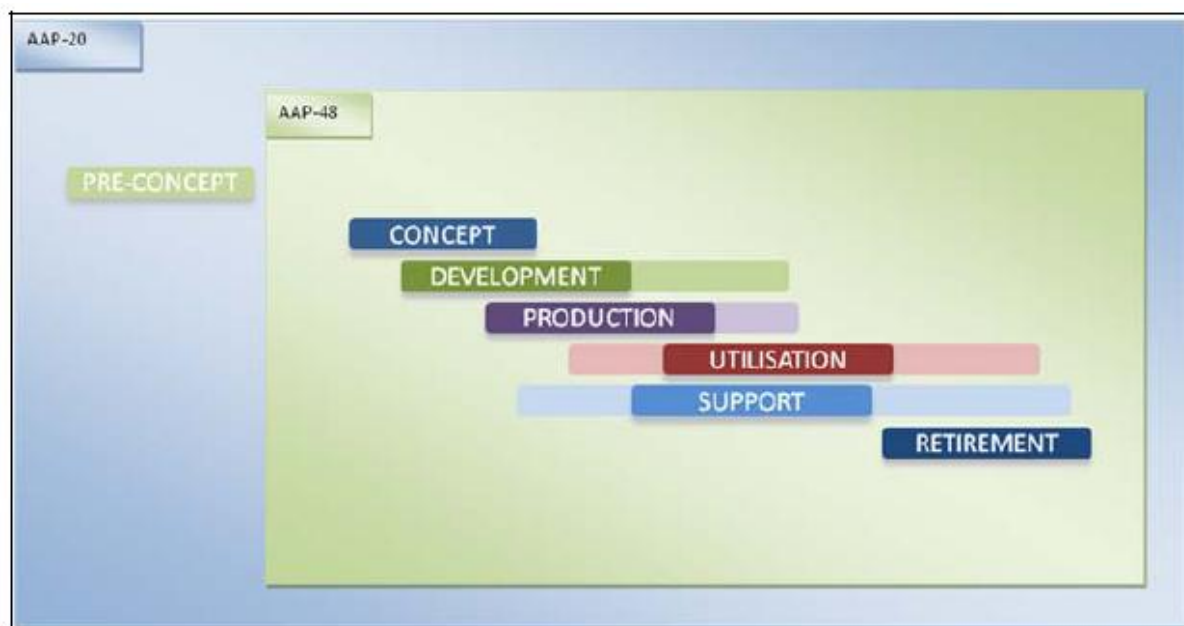 AAP-20
AAP-48
PRE-CONCEPT
CONCEPT
DEVELOPMENT
PRODUCTION
UTILISATION
SUPPORT
RETIREMENT